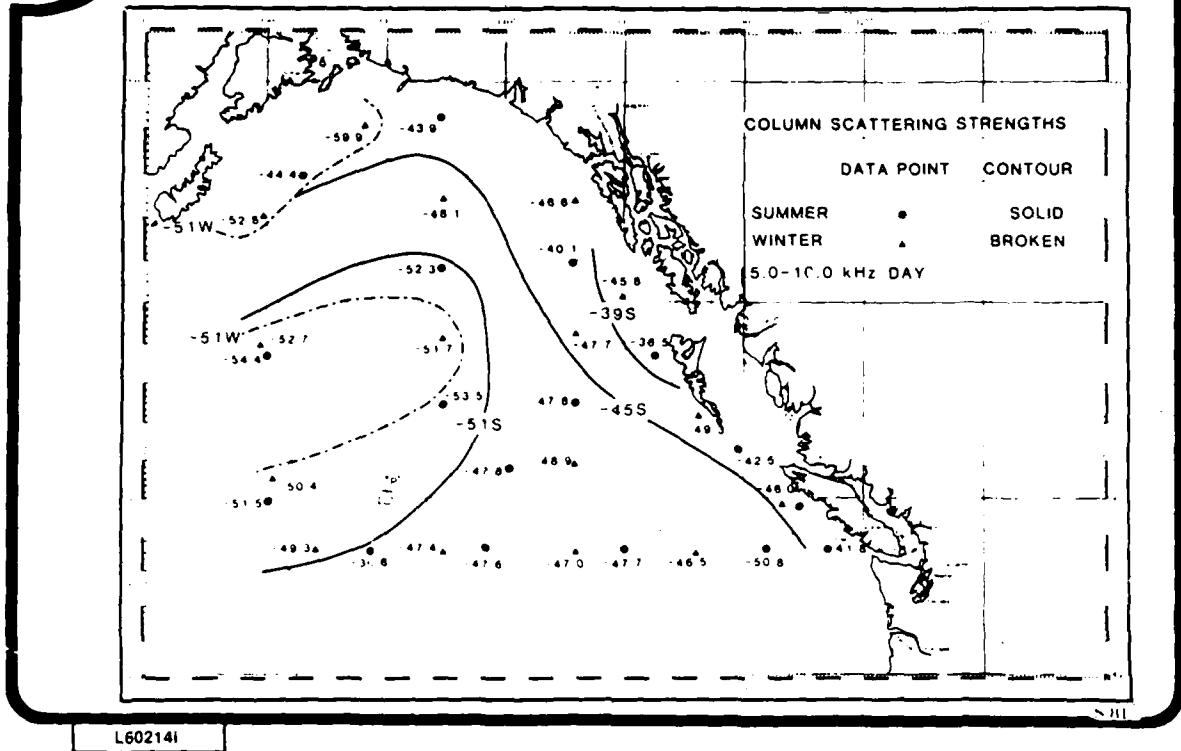 COLUMN SCATTERING STRENGTHS
DATA POINT CONTOUR
SUMMER ● SOLID
WINTER ▲ BROKEN
5.0-10.0 kHz DAY
-59.9
-43.9
-44.4
-51W
-52.8
-48.1
-46.8
-40.1
-52.3
-45.8
-39S
-51W
-52.7
-54.4
-51.7
-47.7
-38.5
-53.5
-51S
47.8
-45S
49.3
-42.5
-47.8
48.9
50.4
-51.5
-46.0
-49.3
-47.4
-47.6
-47.0
-47.7
-46.5
-50.8
-41.8
L60214i